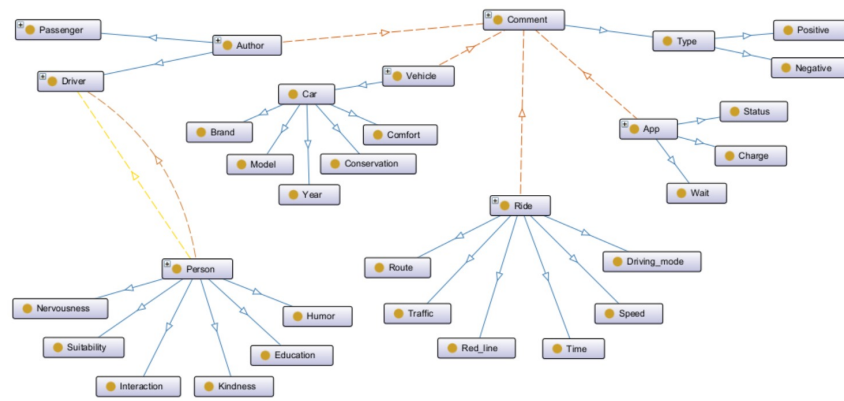 Comment
Passenger
Positive
Author
Type
Negative
Driver
Vehicle
Car
Status
Brand
Comfort
App
Model
Conservation
Charge
Year
Wait
Ride
Person
Route
Driving_mode
Nervousness
Humor
Traffic
Speed
Suitability
Education
Red_line
Time
Interaction
Kindness